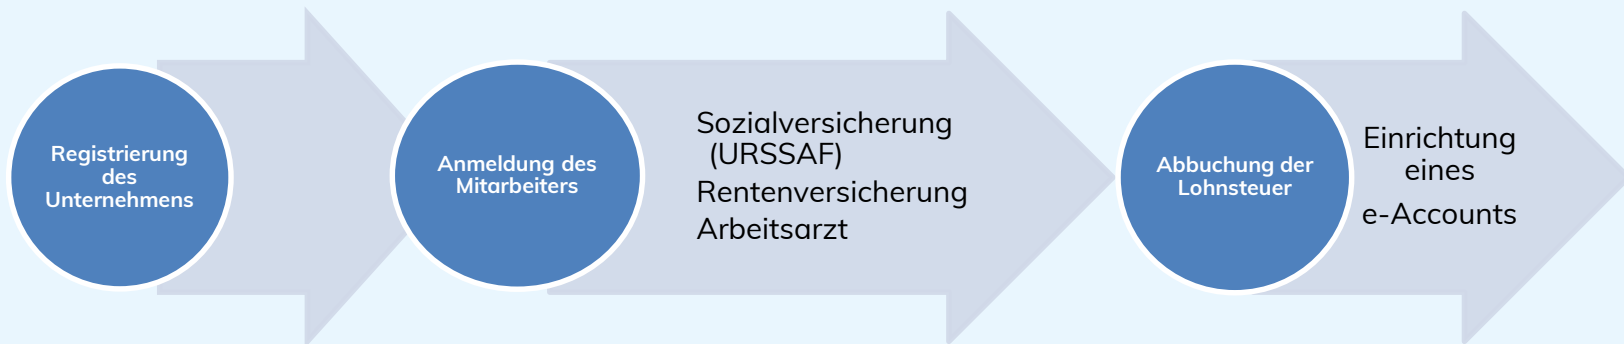 Registrierung
des
Unternehmens
Anmeldung des
Mitarbeiters
Sozialversicherung
(URSSAF)
Rentenversicherung
Arbeitsarzt
Abbuchung der
Lohnsteuer
Einrichtung
eines
e-Accounts